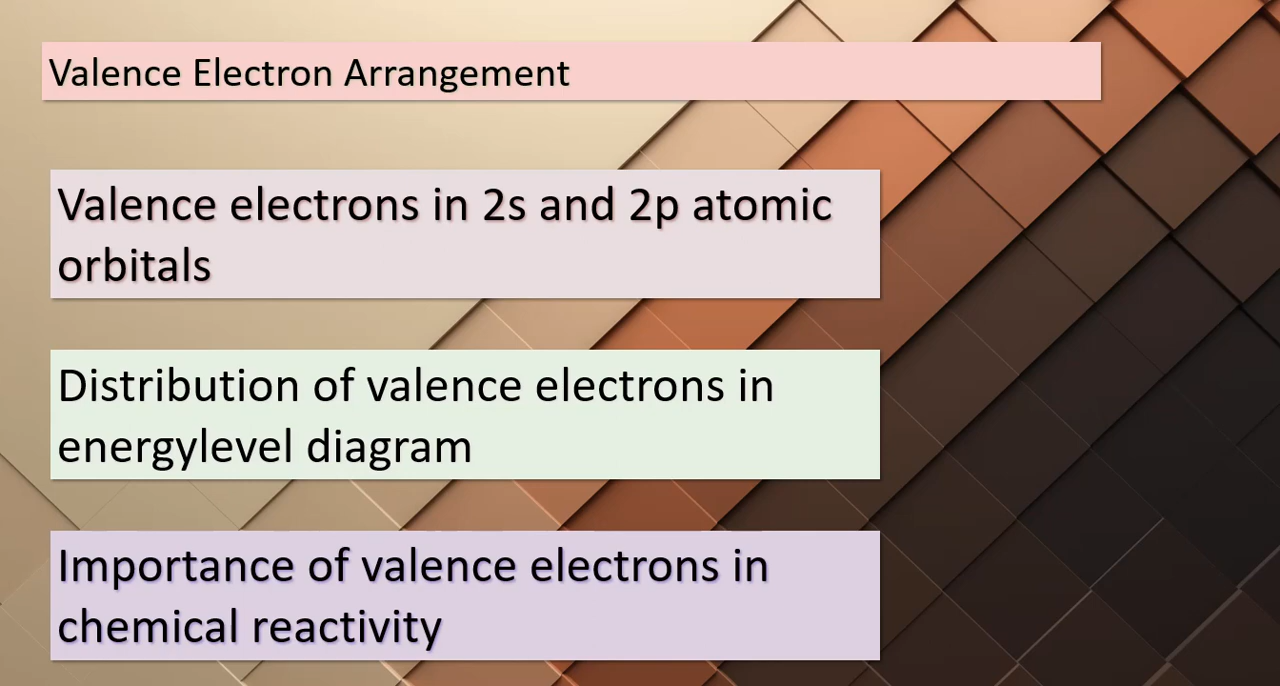 Valence Electron Arrangement
Valence electrons in 2s and 2p atomic
orbitals
Distribution of valence electrons in
energylevel diagram
Importance of valence electrons in
chemical reactivity